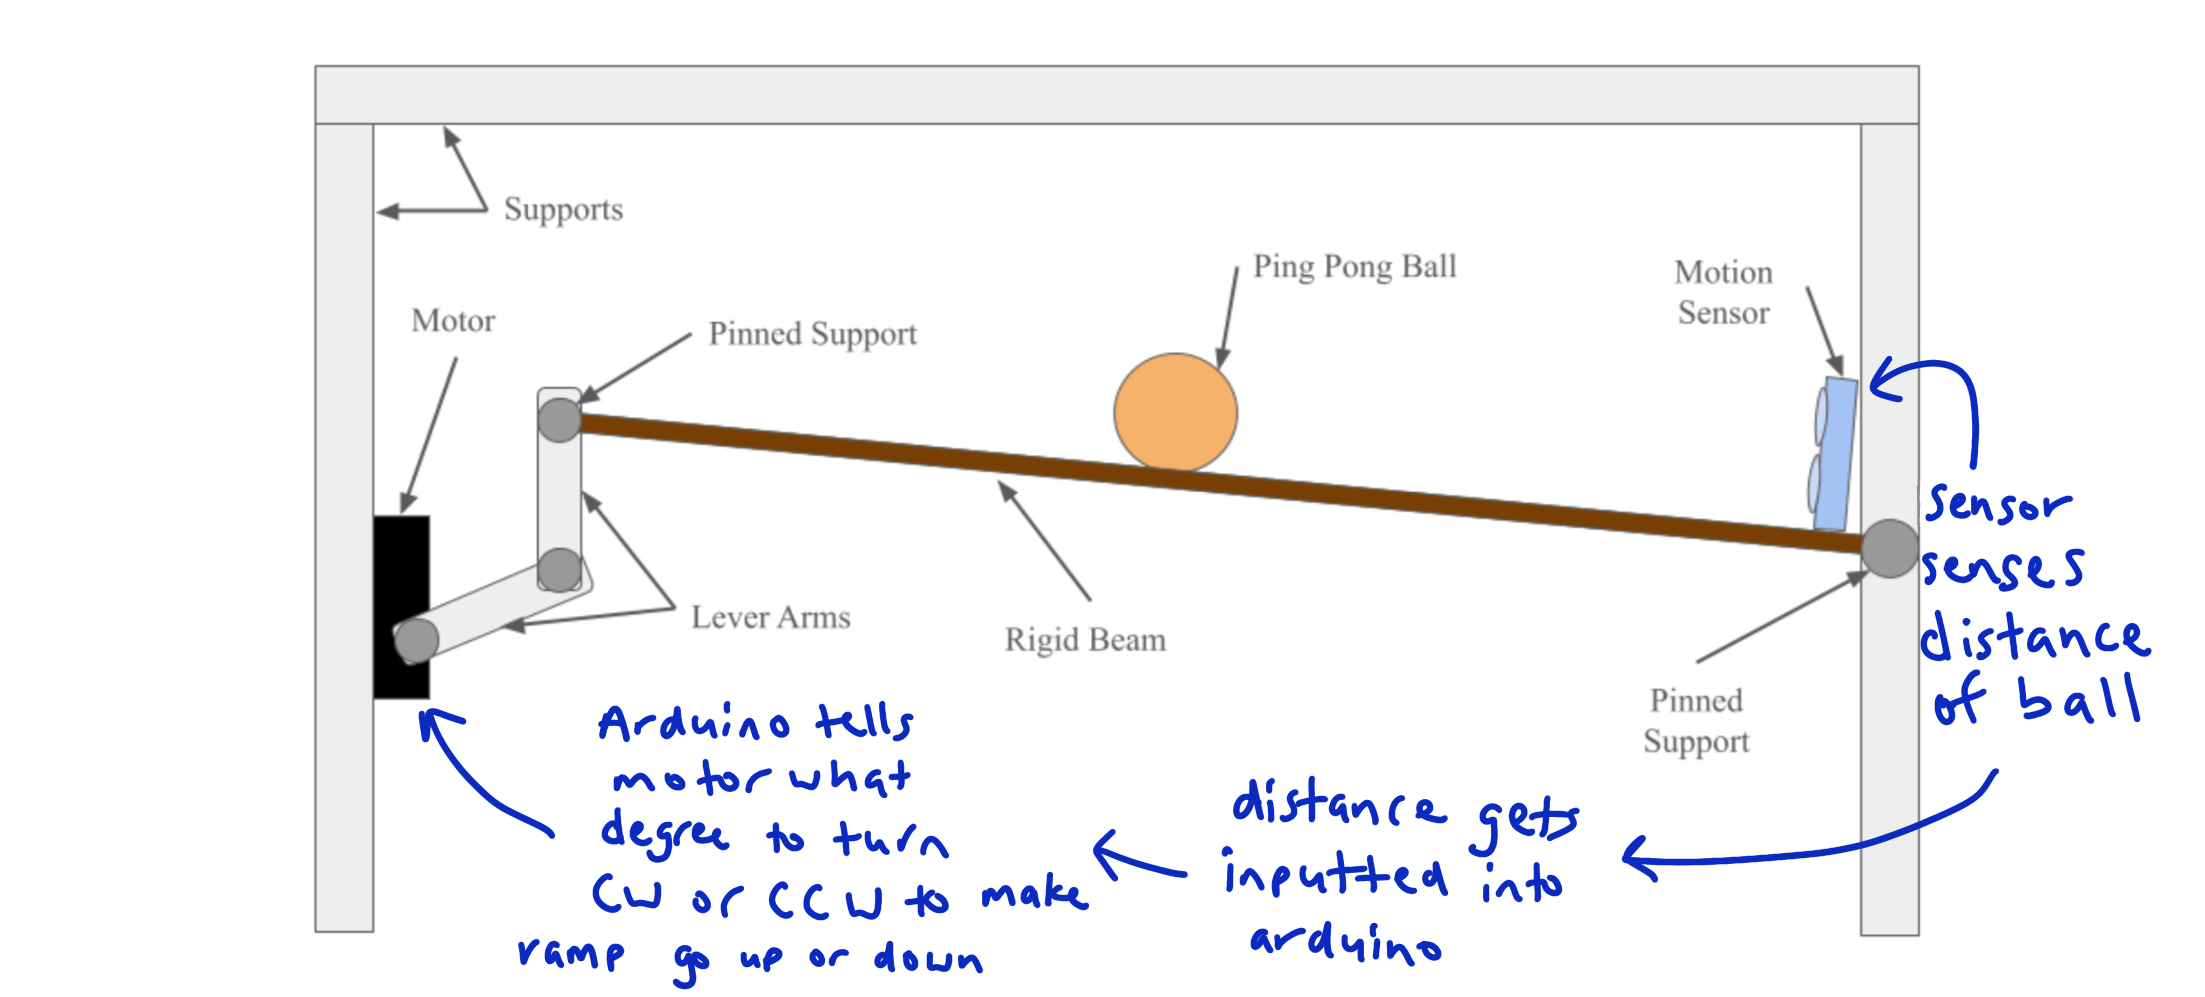 Supports
Ping Pong Ball
Motion
Sensor
Motor
Pinned Support
Lever Arms
Rigid Beam
Pinned
Support
sensor
senses
distance
of ball
distance gets
inputted into
arduino
Arduino tells
motor what
degree to turn
CW or CCW to make
ramp go up or down